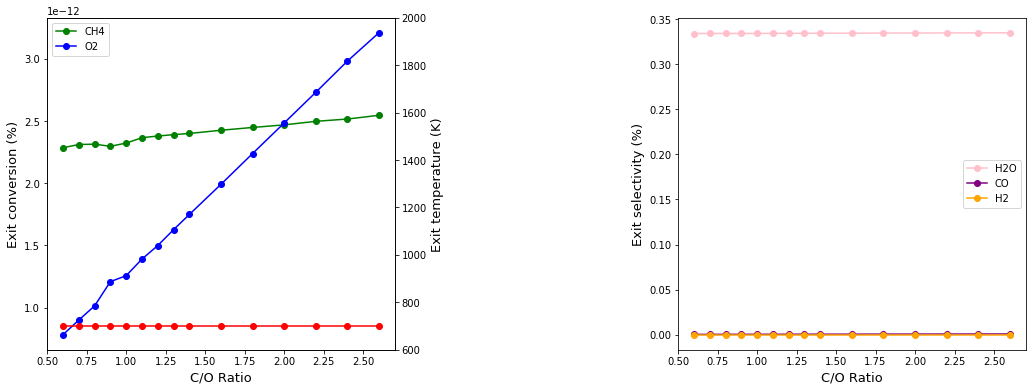 1e−12
CH4
O2
3.0
2.5
2.0
1.5
1.0
Exit conversion (%)
2000
1800
1600
1400
1200
1000
800
600
Exit temperature (K)
0.50 0.75 1.00 1.25 1.50 1.75 2.00 2.25 2.50
C/O Ratio
0.35
0.30
0.25
0.20
0.15
0.10
0.05
0.00
Exit selectivity (%)
H2O
CO
H2
0.50 0.75 1.00 1.25 1.50 1.75 2.00 2.25 2.50
C/O Ratio